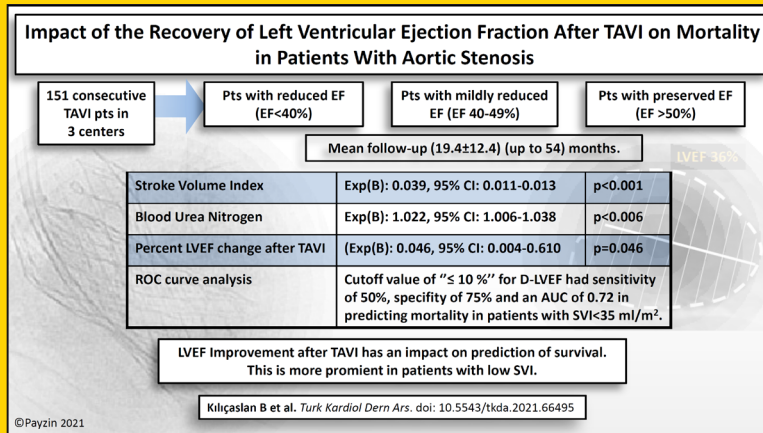 Impact of the Recovery of Left Ventricular Ejection Fraction After TAVI on Mortality
in Patients With Aortic Stenosis
151 consecutive
TAVI pts in
3 centers
Pts with reduced EF
(EF<40%)
Pts with mildly reduced
EF (EF 40-49%)
Pts with preserved EF
(EF >50%)
Mean follow-up (19.4±12.4) (up to 54) months.
LVEF 36%
Stroke Volume Index Exp(B): 0.039, 95% CI: 0.011-0.013 p<0.001
Blood Urea Nitrogen Exp(B): 1.022, 95% CI: 1.006-1.038 p<0.006
Percent LVEF change after TAVI (Exp(B): 0.046, 95% CI: 0.004-0.610 p=0.046
ROC curve analysis Cutoff value of ‘‘≤ 10 %’’ for D-LVEF had sensitivity
of 50%, specifity of 75% and an AUC of 0.72 in
predicting mortality in patients with SVI<35 ml/m².
LVEF Improvement after TAVI has an impact on prediction of survival.
This is more promient in patients with low SVI.
Kılıçaslan B et al. Turk Kardiol Dern Ars. doi: 10.5543/tkda.2021.66495
©Payzin 2021